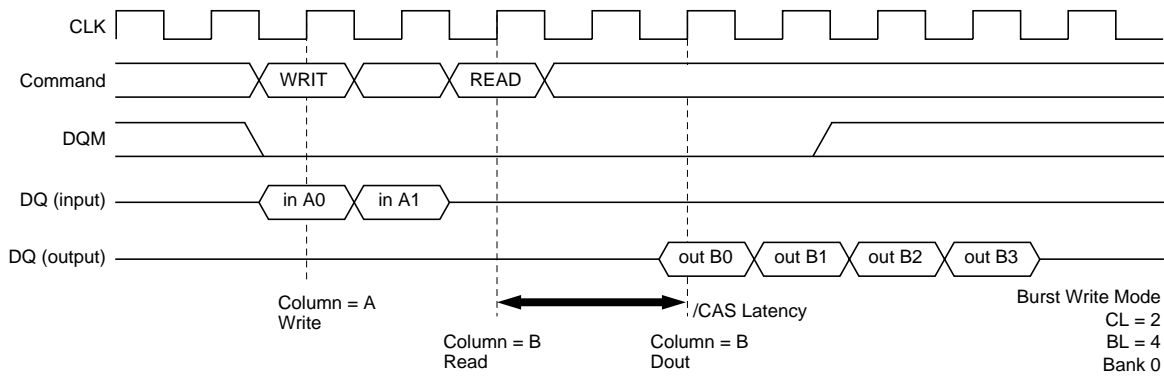 CLK
Command
WRIT
READ
DQM
DQ (input)
in A0
in A1
DQ (output)
out B0
out B1
out B2
out B3
Column = A
Write
/CAS Latency
Column = B
Read
Column = B
Dout
Burst Write Mode
CL = 2
BL = 4
Bank 0